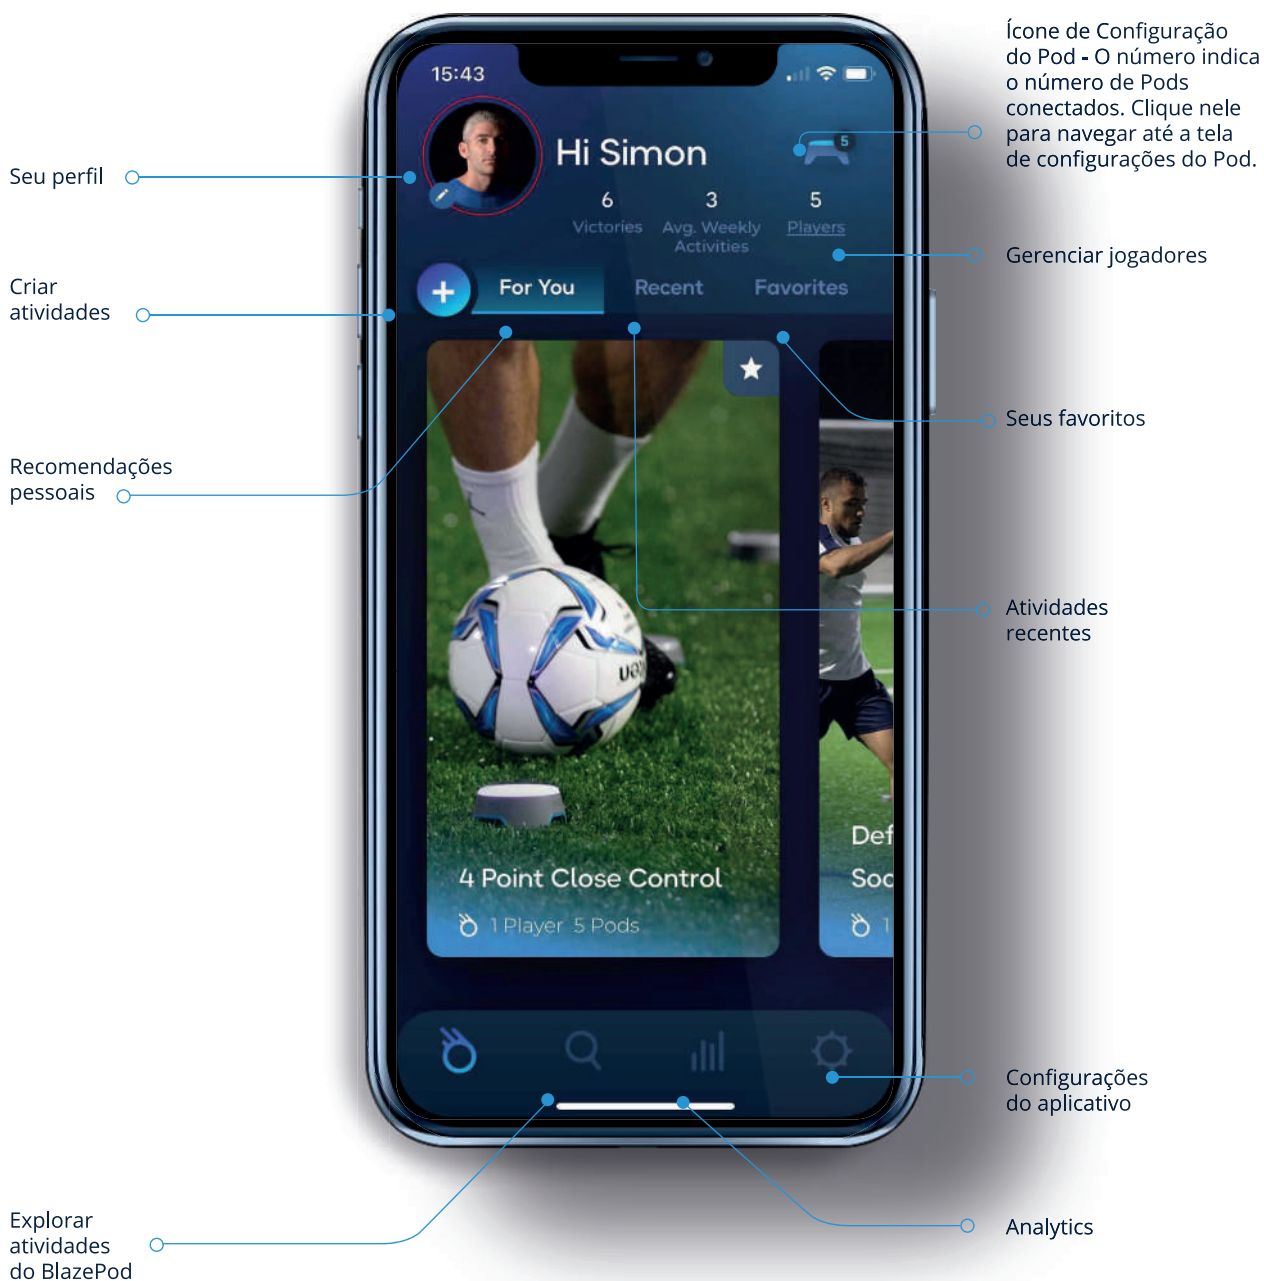 Ícone de Configuração
do Pod - O número indica
o número de Pods
conectados. Clique nele
para navegar até a tela
de configurações do Pod.
15:43
Hi Simon
5
Seu perfil
6
Victories
3
Avg. Weekly
Activities
5
Players
Gerenciar jogadores
Criar
atividades
For You
Recent
Favorites
Seus favoritos
Recomendações
pessoais
Atividades
recentes
4 Point Close Control
1 Player 5 Pods
Def
Soc
1
Configurações
do aplicativo
Explorar
atividades
do BlazePod
Analytics